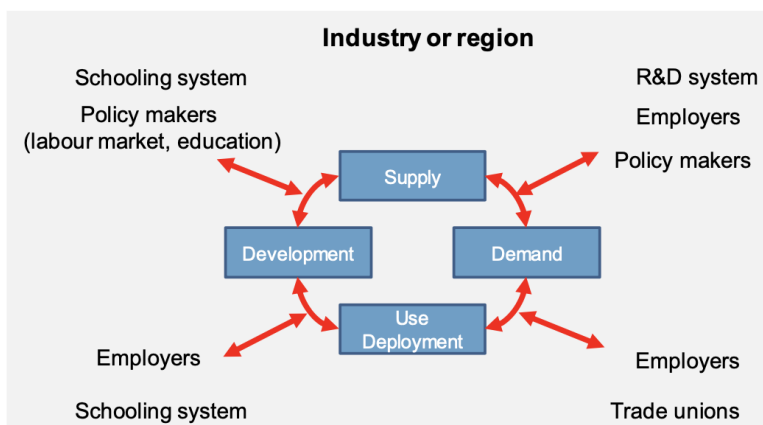 Industry or region
Schooling system
R&D system
Policy makers
(labour market, education)
Employers
Policy makers
Supply
Development
Demand
Use
Deployment
Employers
Employers
Schooling system
Trade unions